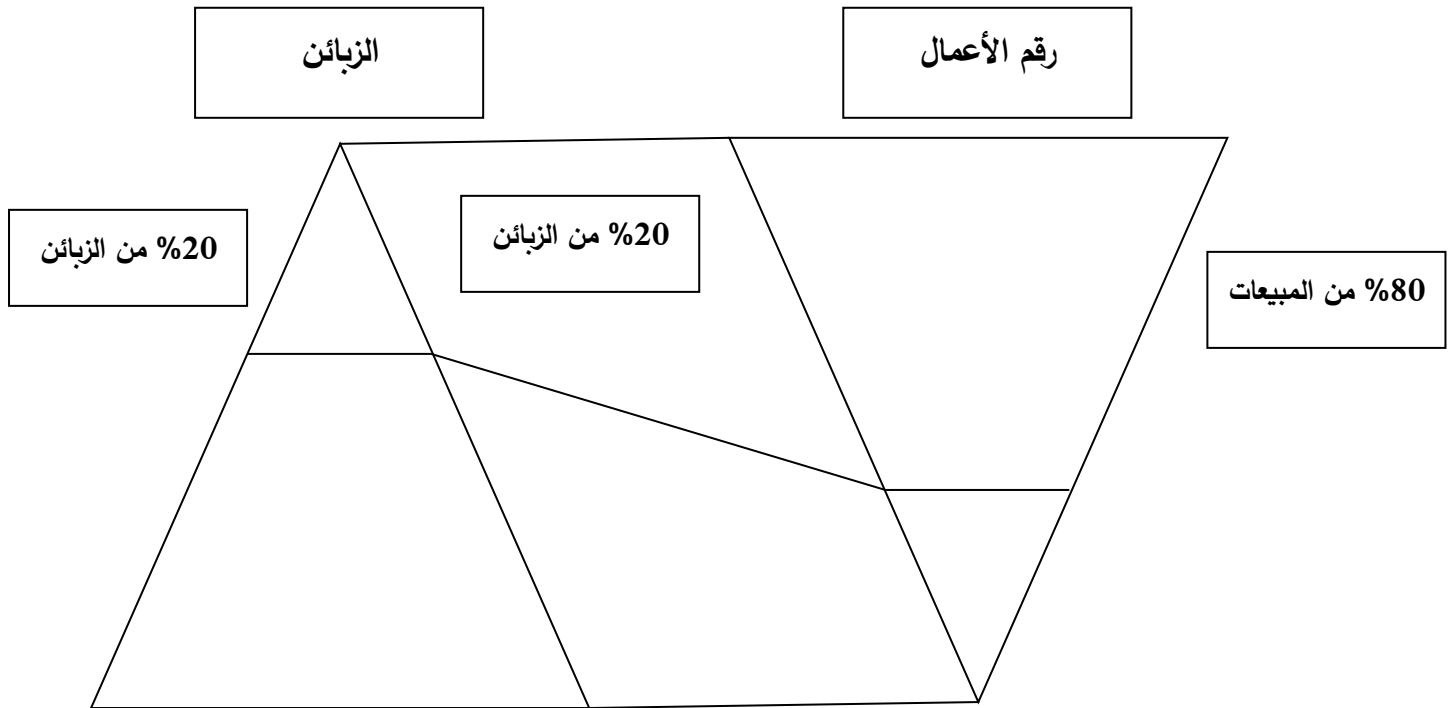 رقم الأعمال
الزبائن
20% من الزبائن
20% من الزبائن
80% من المبيعات